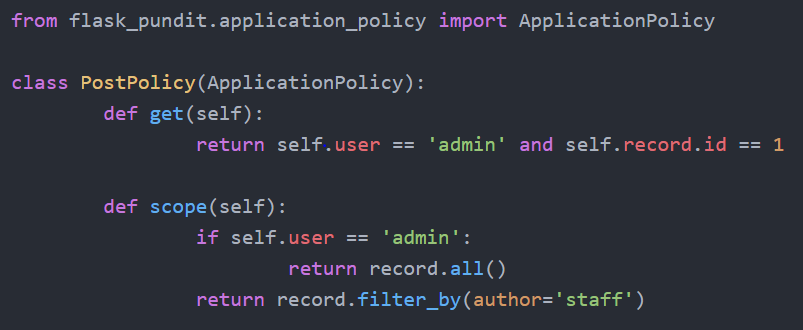 from flask_pundit.application_policy import ApplicationPolicy
class PostPolicy(ApplicationPolicy):
def get(self):
return self.user == 'admin' and self.record.id == 1
def scope(self):
if self.user == 'admin':
return record.all()
return record.filter_by(author='staff')